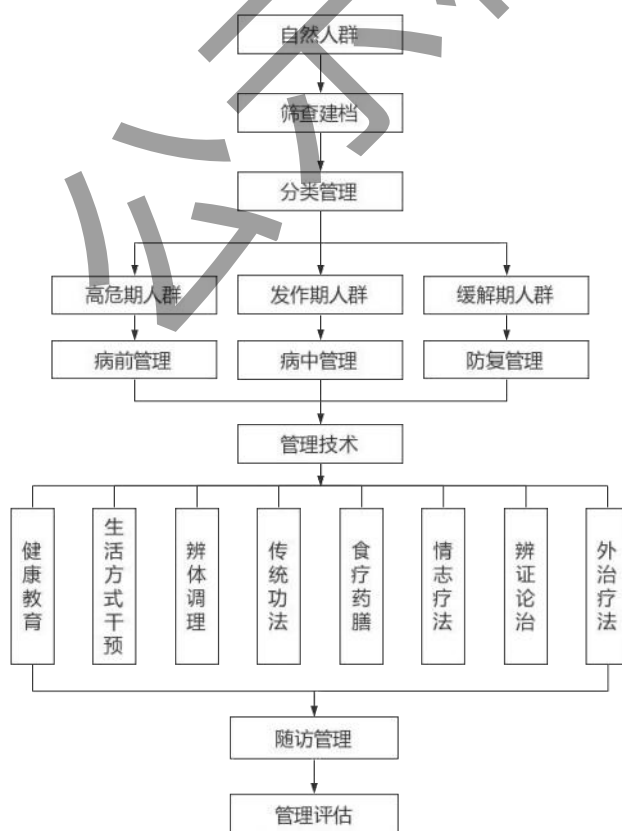 自然人群
筛查建档
分类管理
高危期人群
发作期人群
缓解期人群
病前管理
病中管理
防复管理
管理技术
健康教育
生活方式干预
辨体调理
传统功法
食疗药膳
情志疗法
辨证论治
外治疗法
随访管理
管理评估
公示